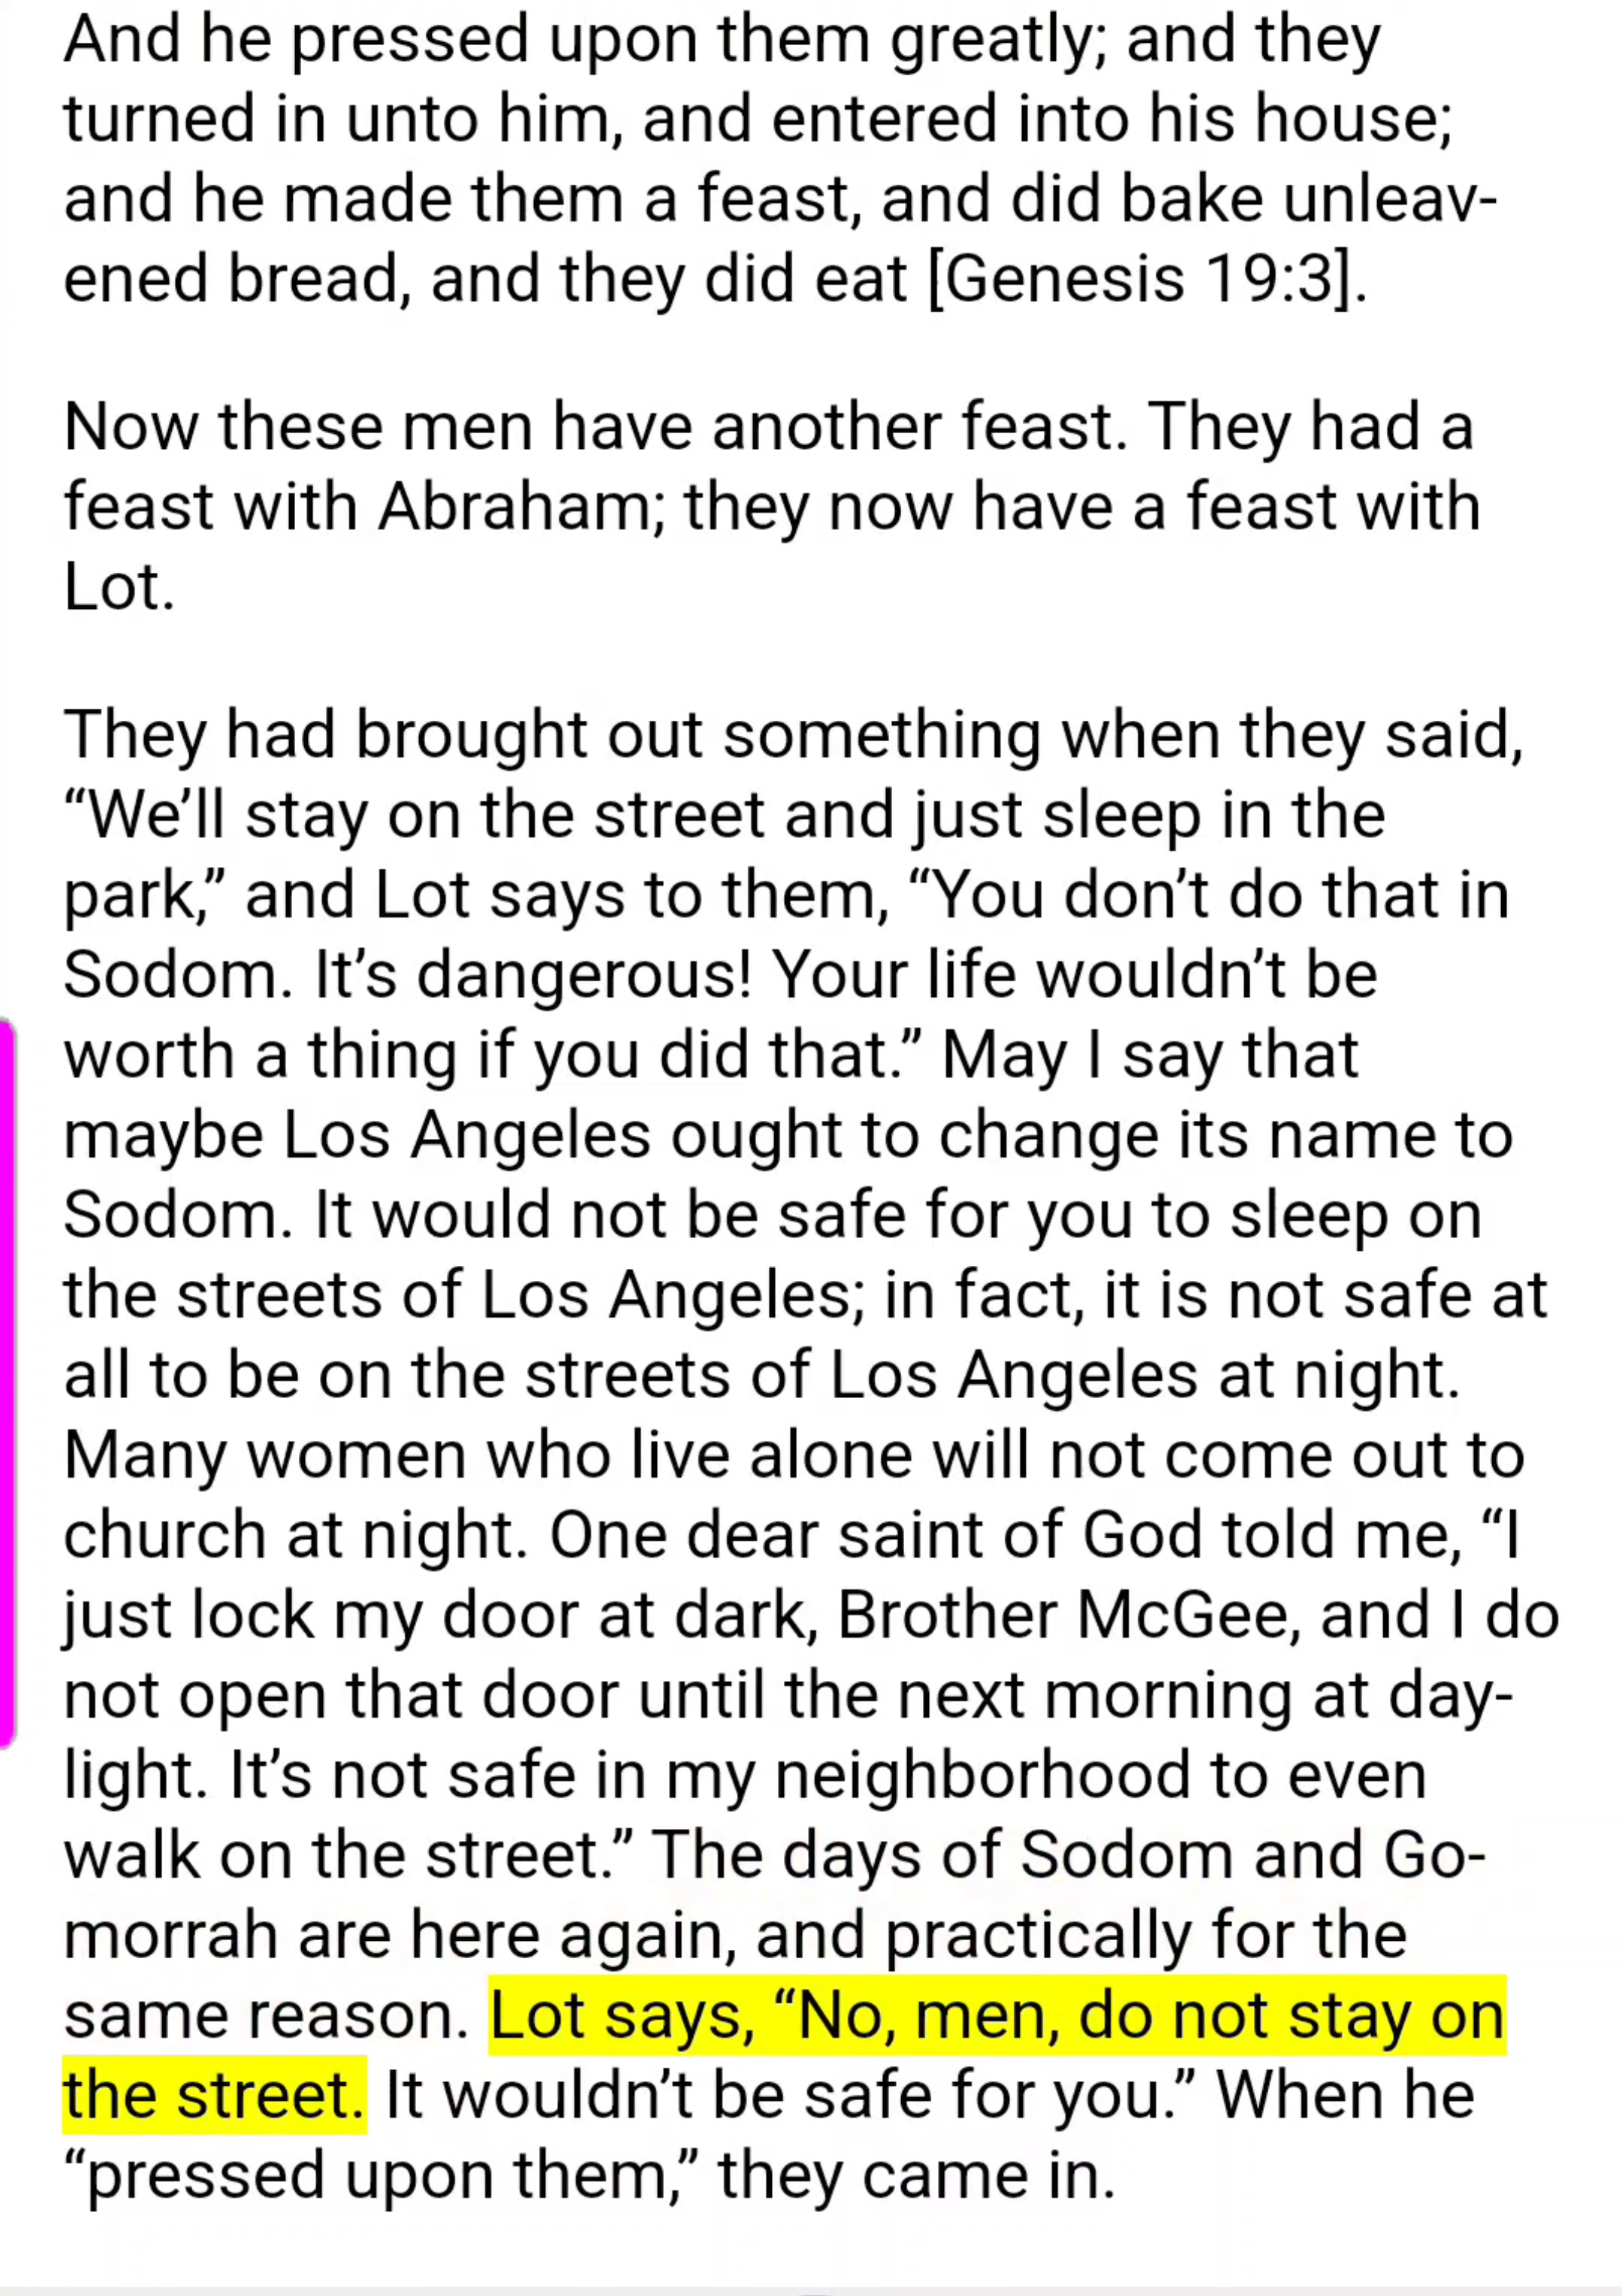 And he pressed upon them greatly; and they
turned in unto him, and entered into his house;
and he made them a feast, and did bake unleav-
ened bread, and they did eat [Genesis 19:3].
Now these men have another feast. They had a
feast with Abraham; they now have a feast with
Lot.
They had brought out something when they said,
“We’ll stay on the street and just sleep in the
park,” and Lot says to them, “You don’t do that in
Sodom. It’s dangerous! Your life wouldn’t be
worth a thing if you did that.” May I say that
maybe Los Angeles ought to change its name to
Sodom. It would not be safe for you to sleep on
the streets of Los Angeles; in fact, it is not safe at
all to be on the streets of Los Angeles at night.
Many women who live alone will not come out to
church at night. One dear saint of God told me, “I
just lock my door at dark, Brother McGee, and I do
not open that door until the next morning at day-
light. It’s not safe in my neighborhood to even
walk on the street.” The days of Sodom and Go-
morrah are here again, and practically for the
same reason. Lot says, “No, men, do not stay on
the street. It wouldn’t be safe for you.” When he
“pressed upon them,” they came in.